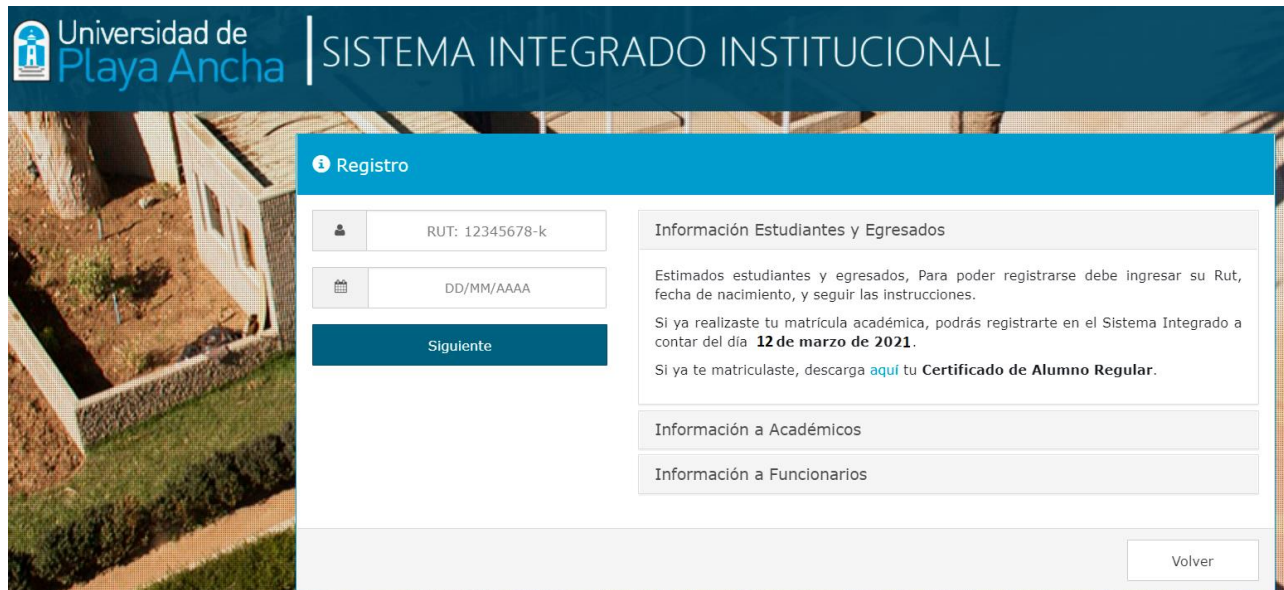 Universidad de
Playa Ancha
SISTEMA INTEGRADO INSTITUCIONAL
Registro
RUT: 12345678-k
DD/MM/AAAA
Siguiente
Información Estudiantes y Egresados
Estimados estudiantes y egresados, Para poder registrarse debe ingresar su Rut,
fecha de nacimiento, y seguir las instrucciones.
Si ya realizaste tu matrícula académica, podrás registrarte en el Sistema Integrado a
contar del día 12 de marzo de 2021.
Si ya te matriculaste, descarga aquí tu Certificado de Alumno Regular.
Información a Académicos
Información a Funcionarios
Volver